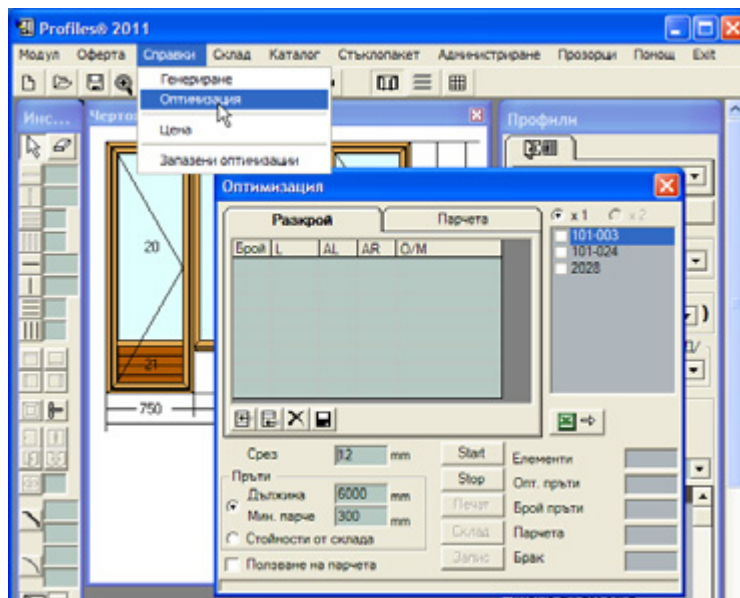 Profiles® 2011
Модул Оферта Справки Склад Каталог Стъклопакет Администриране Прозорци Помощ Exit
Генериране
Оптимизация
Цена
Запазени оптимизации
Инс...
Профили
20
21
750
Оптимизация
Разкрой Парчета
x 1 x 2
Брой L AL AR О/М
101-003
101-024
2028
Срез 12 mm
Пръти
Дължина 6000 mm
Мин. парче 300 mm
Стойности от склада
Ползване на парчета
Start
Stop
Печат
Склад
Запис
Елементи
Опт. пръти
Брой пръти
Парчета
Брак